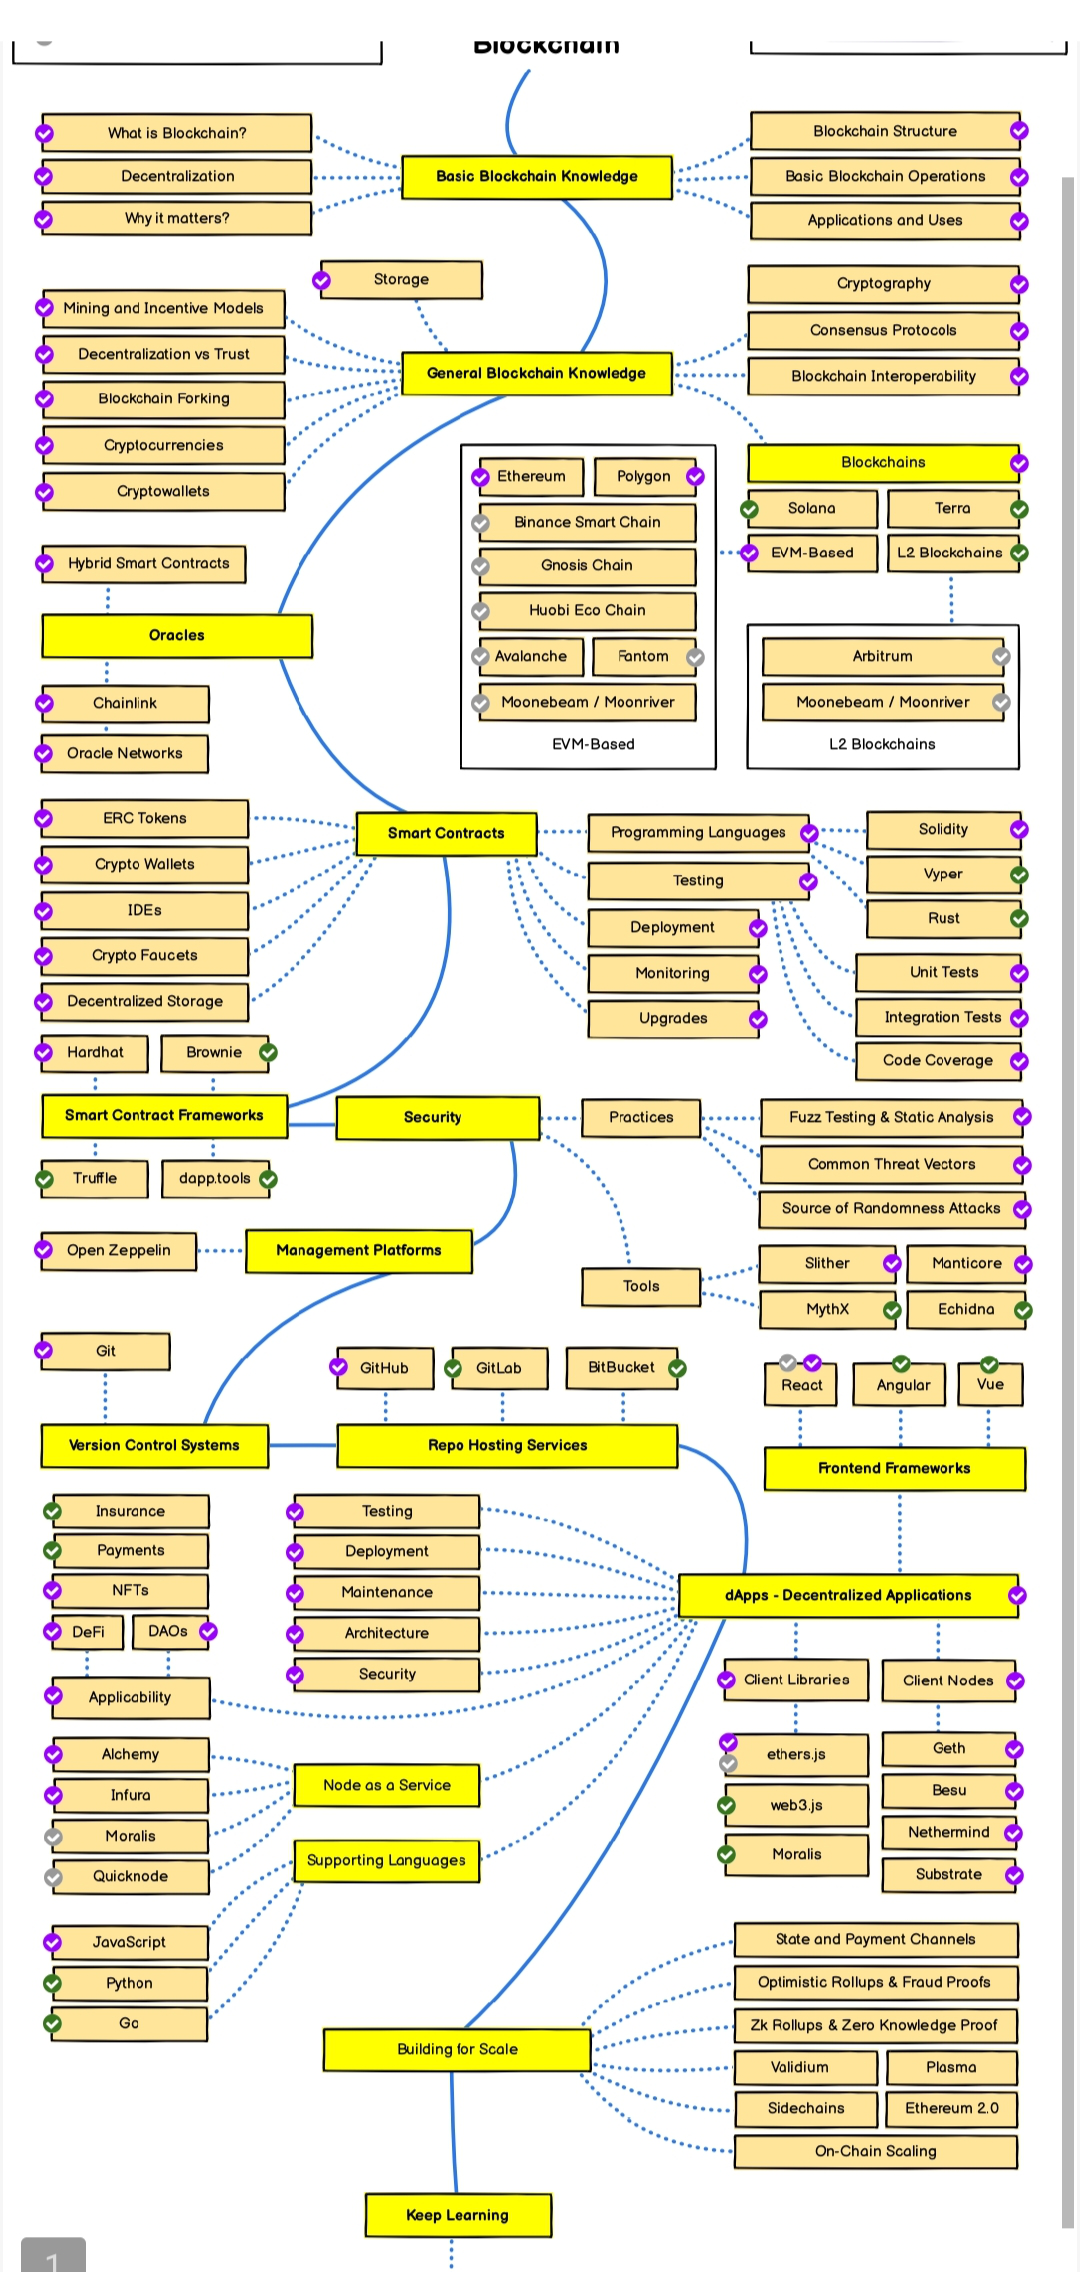 Blockchain
What is Blockchain?
Decentralization
Why it matters?
Basic Blockchain Knowledge
Blockchain Structure
Basic Blockchain Operations
Applications and Uses
Storage
Mining and Incentive Models
Decentralization vs Trust
Blockchain Forking
Cryptocurrencies
Cryptowallets
General Blockchain Knowledge
Cryptography
Consensus Protocols
Blockchain Interoperability
Blockchains
Solana
Terra
EVM-Based
L2 Blockchains
Ethereum
Polygon
Binance Smart Chain
Gnosis Chain
Huobi Eco Chain
Avalanche
Fantom
Moonebeam / Moonriver
EVM-Based
Arbitrum
Moonebeam / Moonriver
L2 Blockchains
Hybrid Smart Contracts
Oracles
Chainlink
Oracle Networks
ERC Tokens
Crypto Wallets
IDEs
Crypto Faucets
Decentralized Storage
Smart Contracts
Programming Languages
Testing
Deployment
Monitoring
Upgrades
Solidity
Vyper
Rust
Unit Tests
Integration Tests
Code Coverage
Hardhat
Brownie
Smart Contract Frameworks
Truffle
dapp.tools
Security
Practices
Fuzz Testing & Static Analysis
Common Threat Vectors
Source of Randomness Attacks
Tools
Slither
Manticore
MythX
Echidna
Open Zeppelin
Management Platforms
Git
Version Control Systems
GitHub
GitLab
BitBucket
Repo Hosting Services
React
Angular
Vue
Frontend Frameworks
Insurance
Payments
NFTs
DeFi
DAOs
Applicability
Testing
Deployment
Maintenance
Architecture
Security
dApps - Decentralized Applications
Client Libraries
Client Nodes
ethers.js
web3.js
Moralis
Geth
Besu
Nethermind
Substrate
Alchemy
Infura
Moralis
Quicknode
Node as a Service
Supporting Languages
JavaScript
Python
Go
Building for Scale
State and Payment Channels
Optimistic Rollups & Fraud Proofs
Zk Rollups & Zero Knowledge Proof
Validium
Plasma
Sidechains
Ethereum 2.0
On-Chain Scaling
Keep Learning
1